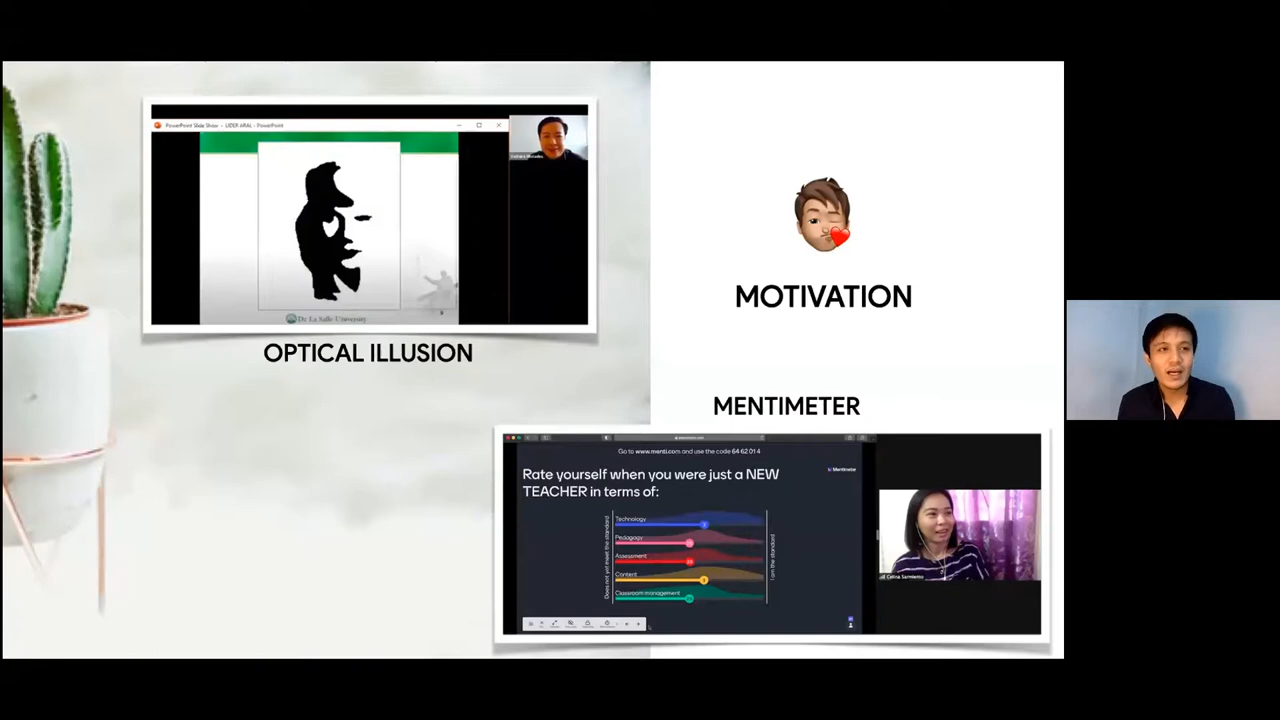 PowerPoint Slide Show - LIDER ARAL - PowerPoint
De La Salle University
OPTICAL ILLUSION
MOTIVATION
MENTIMETER
Go to www.menti.com and use the code 64 62 01 4
Mentimeter
Rate yourself when you were just a NEW
TEACHER in terms of:
Does not yet meet the standard
Technology
Pedagogy
Assessment
Content
Classroom management
I am the standard
Celina Sarmiento